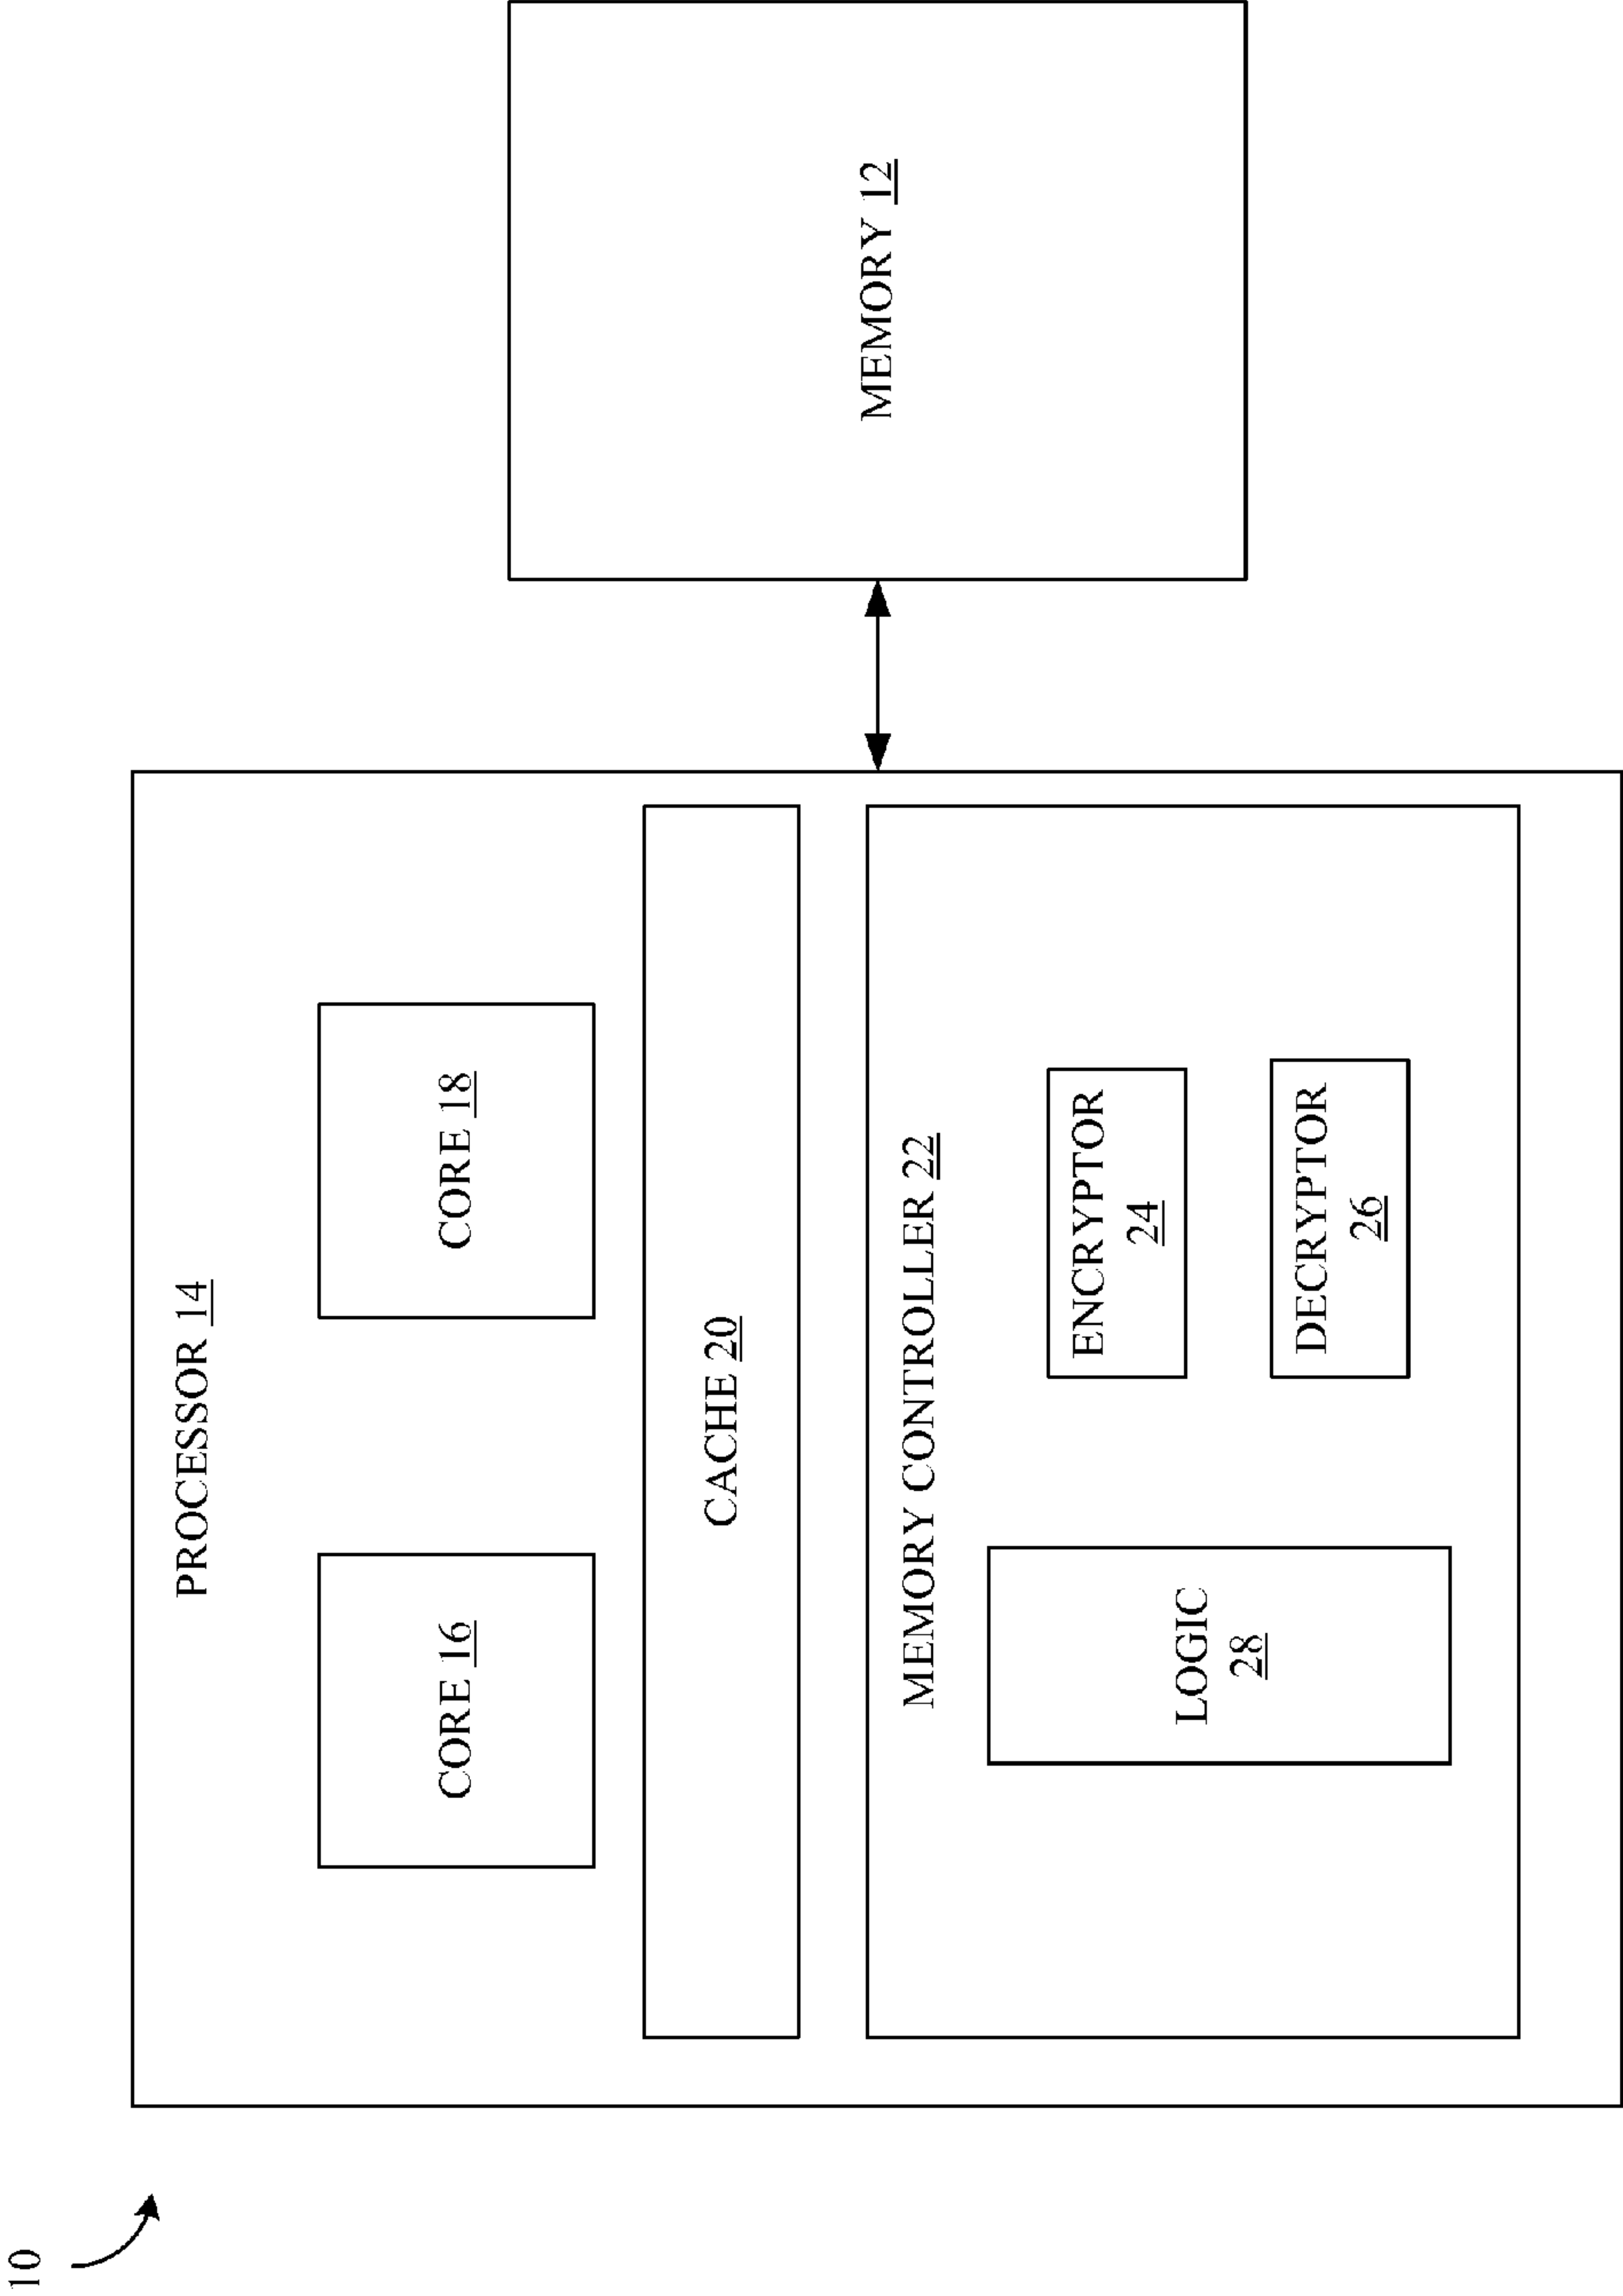 10
PROCESSOR 14
CORE 16
CORE 18
CACHE 20
MEMORY CONTROLLER 22
LOGIC
28
ENCRYPTOR
24
DECRYPTOR
26
MEMORY 12